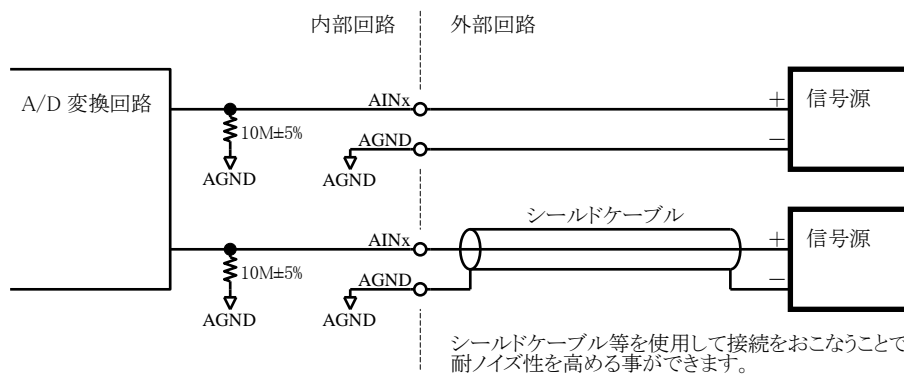 内部回路
外部回路
A/D 変換回路
AINx
+
信号源
10M±5%
AGND
−
AGND
AGND
シールドケーブル
AINx
+
信号源
10M±5%
AGND
−
AGND
AGND
シールドケーブル等を使用して接続をおこなうことで
耐ノイズ性を高める事ができます。